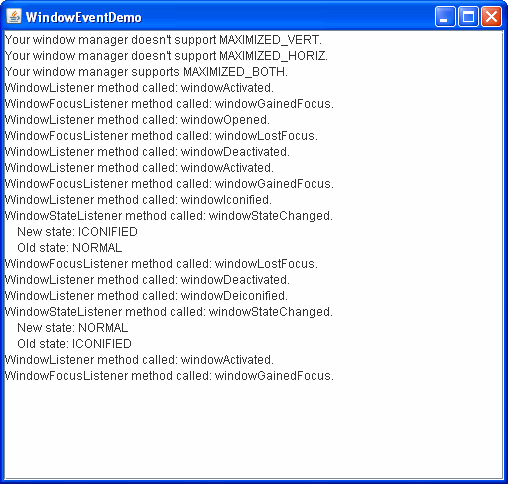 WindowEventDemo
Your window manager doesn't support MAXIMIZED_VERT.
Your window manager doesn't support MAXIMIZED_HORIZ.
Your window manager supports MAXIMIZED_BOTH.
WindowListener method called: windowActivated.
WindowFocusListener method called: windowGainedFocus.
WindowListener method called: windowOpened.
WindowFocusListener method called: windowLostFocus.
WindowListener method called: windowDeactivated.
WindowListener method called: windowActivated.
WindowFocusListener method called: windowGainedFocus.
WindowListener method called: windowIconified.
WindowStateListener method called: windowStateChanged.
New state: ICONIFIED
Old state: NORMAL
WindowFocusListener method called: windowLostFocus.
WindowListener method called: windowDeactivated.
WindowListener method called: windowDeiconified.
WindowStateListener method called: windowStateChanged.
New state: NORMAL
Old state: ICONIFIED
WindowListener method called: windowActivated.
WindowFocusListener method called: windowGainedFocus.